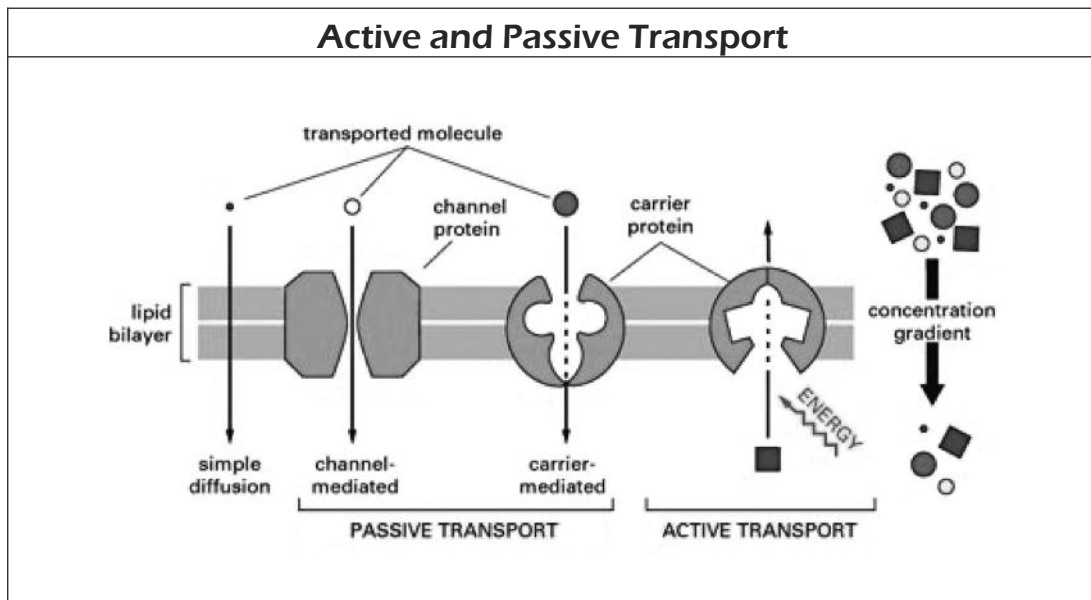 Active and Passive Transport
transported molecule
channel
protein
carrier
protein
lipid
bilayer
concentration
gradient
ENERGY
simple
diffusion
channel-
mediated
carrier-
mediated
PASSIVE TRANSPORT
ACTIVE TRANSPORT